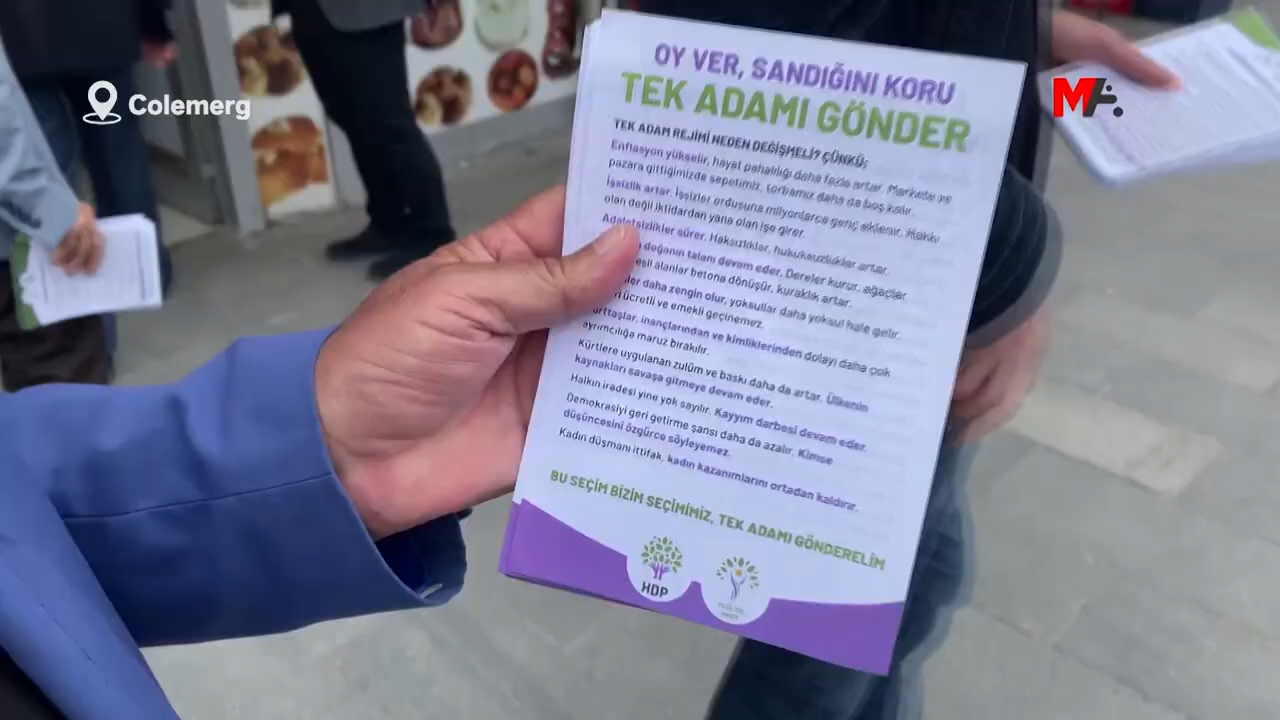 Colemerg
MA
OY VER, SANDIĞINI KORU
TEK ADAMI GÖNDER
TEK ADAM REJİMİ NEDEN DEĞİŞMELİ? ÇÜNKÜ;
Enflasyon yükselir, hayat pahalılığı daha fazla artar. Markete ve
pazara gittiğimizde sepetimiz, torbamız daha da boş kalır.
İşsizlik artar. İşsizler ordusuna milyonlarca genç eklenir. Hakkı
olan değil iktidardan yana olan işe girer.
Adaletsizlikler sürer. Haksızlıklar, hukuksuzluklar artar.
doğanın talanı devam eder. Dereler kurur, ağaçlar
alanlar betona dönüşür, kuraklık artar.
daha zengin olur, yoksullar daha yoksul hale gelir.
ücretli ve emekli geçinemez.
inançlarından ve kimliklerinden dolayı daha çok
ayrımcılığa maruz bırakılır.
Kürtlere uygulanan zulüm ve baskı daha da artar. Ülkenin
kaynakları savaşa gitmeye devam eder.
Halkın iradesi yine yok sayılır. Kayyım darbesi devam eder.
Demokrasiyi geri getirme şansı daha da azalır. Kimse
düşüncesini özgürce söyleyemez.
Kadın düşmanı ittifak, kadın kazanımlarını ortadan kaldırır.
BU SEÇİM BİZİM SEÇİMİMİZ, TEK ADAMI GÖNDERELİM
HDP